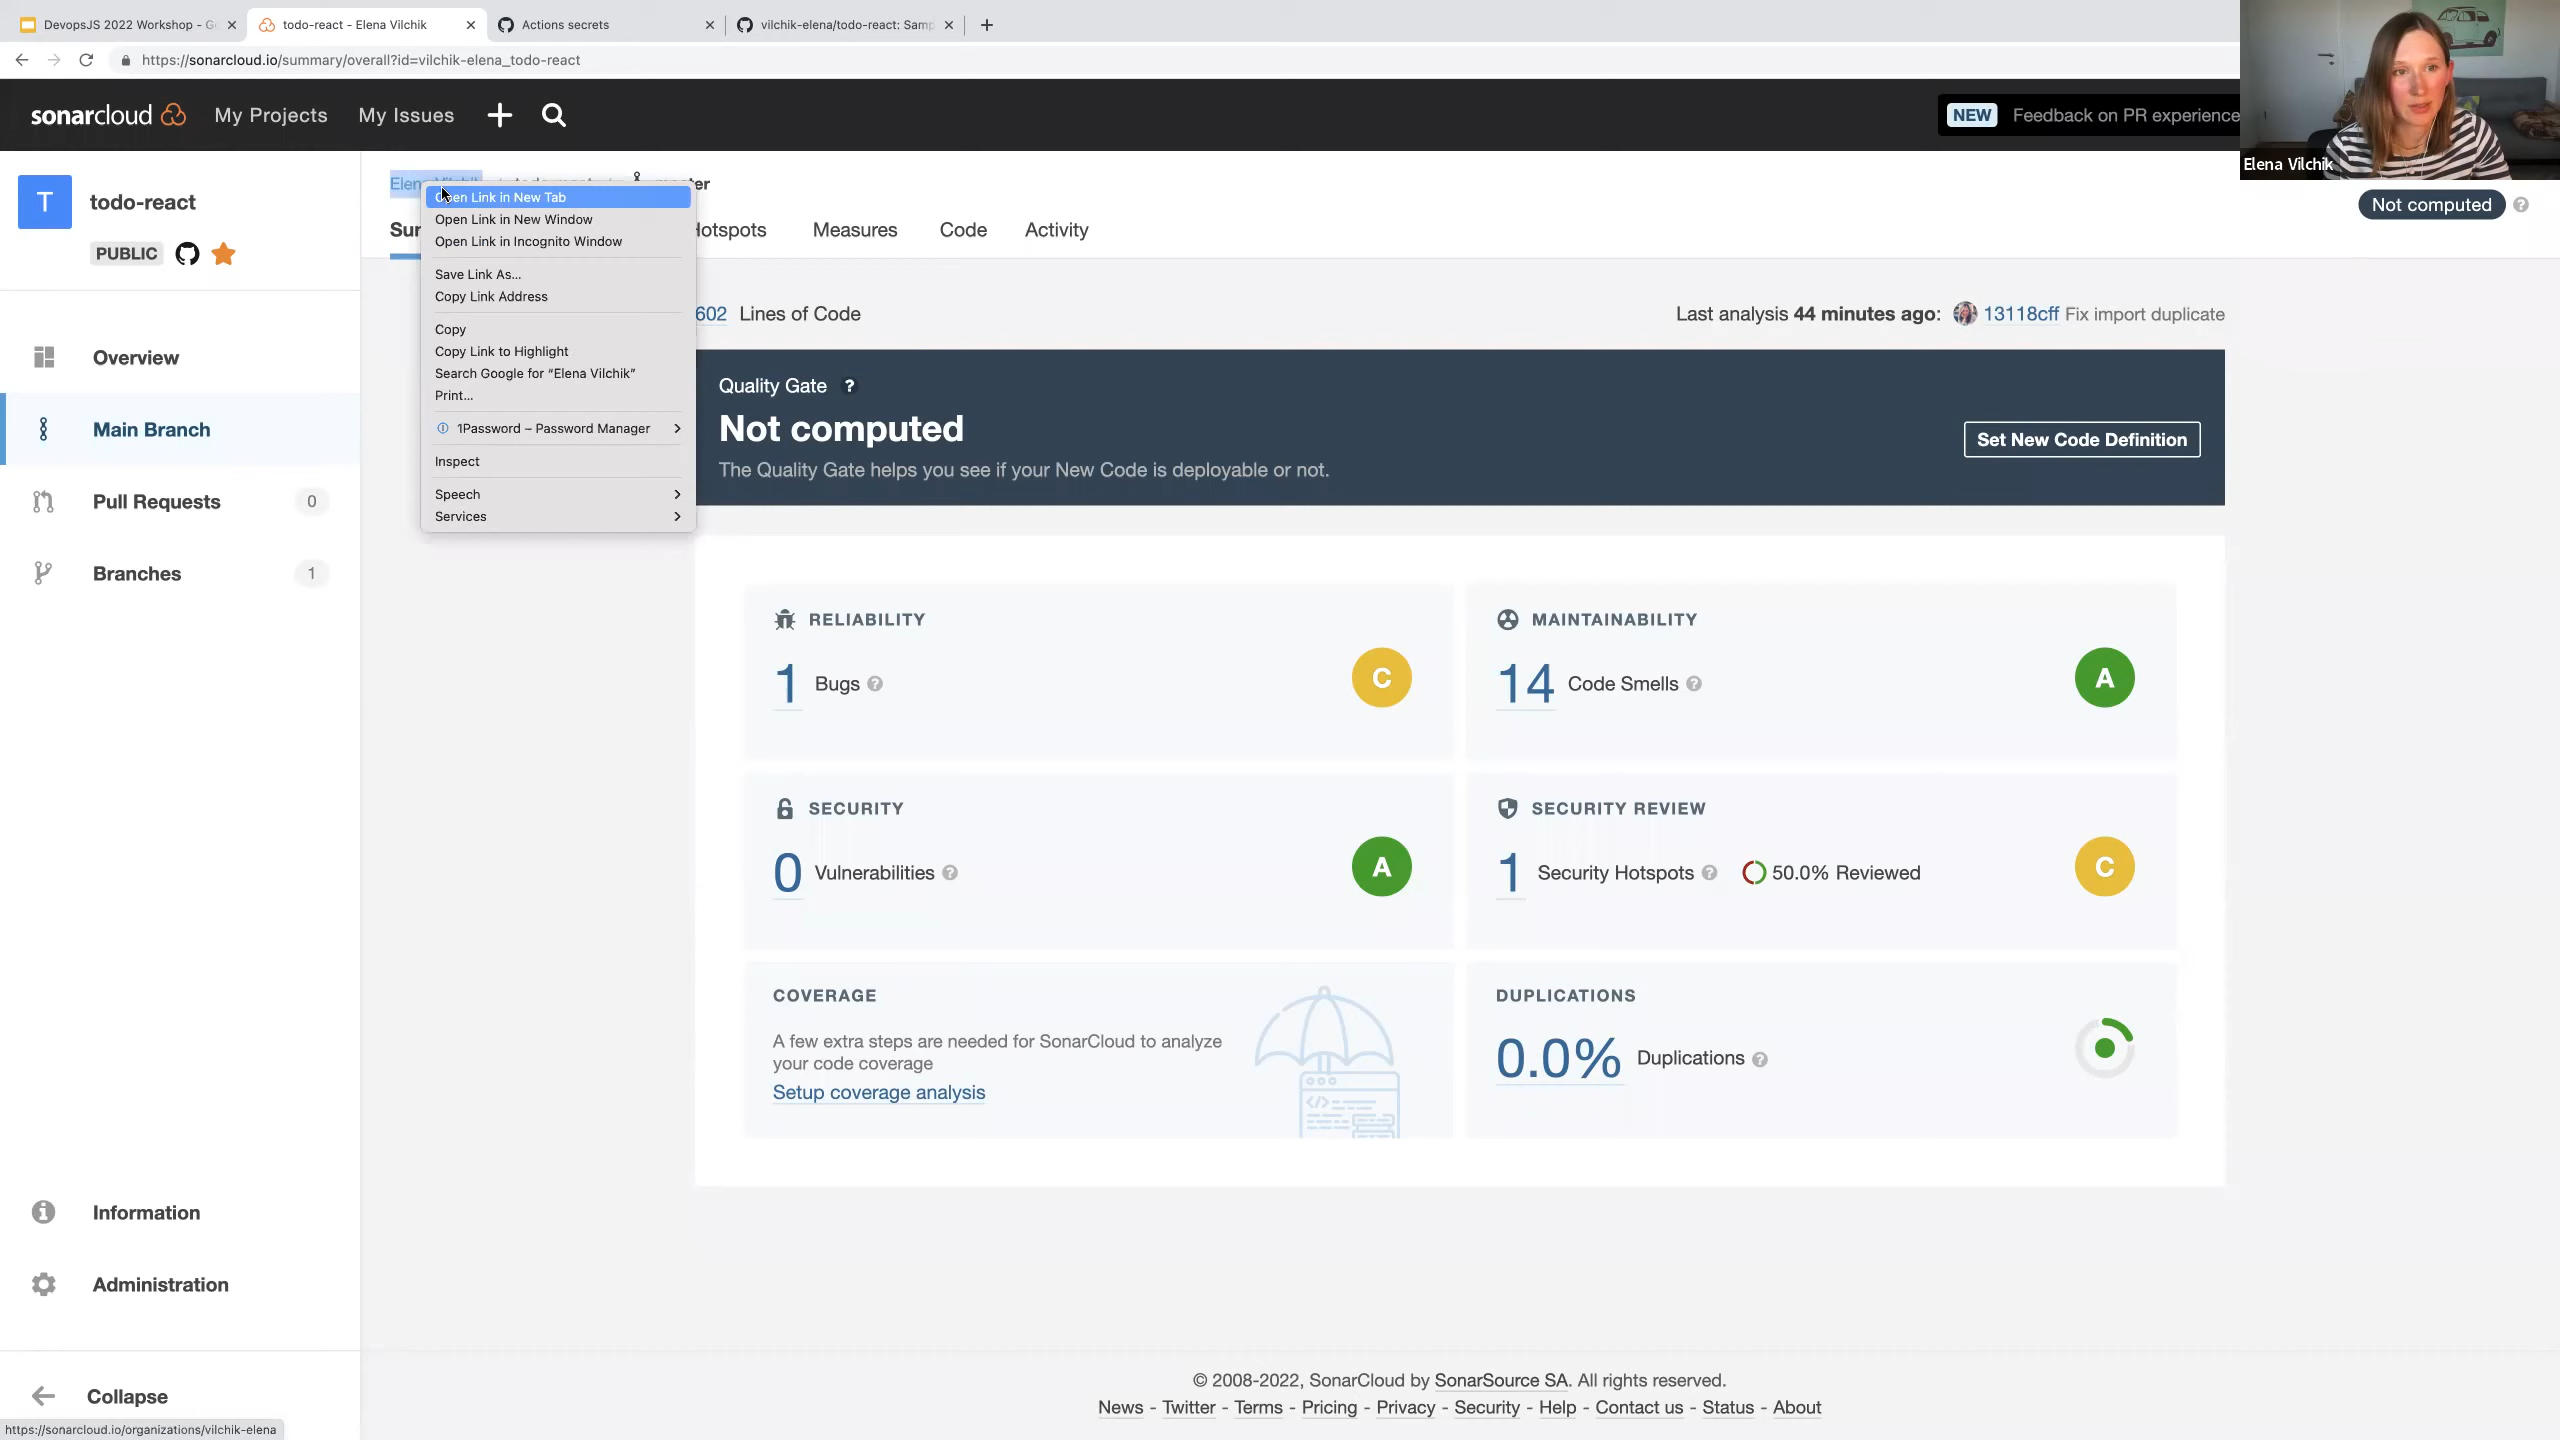 DevopsJS 2022 Workshop - G
todo-react - Elena Vilchik
Actions secrets
vilchik-elena/todo-react: Samp
https://sonarcloud.io/summary/overall?id=vilchik-elena_todo-react
sonarcloud
My Projects
My Issues
NEW
Feedback on PR experience
Elena Vilchik
T
todo-react
PUBLIC
Not computed
Open Link in New Tab
Open Link in New Window
Open Link in Incognito Window
Save Link As...
Copy Link Address
Copy
Copy Link to Highlight
Search Google for “Elena Vilchik”
Print...
1Password – Password Manager
Inspect
Speech
Services
Measures
Code
Activity
602 Lines of Code
Last analysis 44 minutes ago: 13118cff Fix import duplicate
Overview
Main Branch
Pull Requests 0
Branches 1
Quality Gate ?
Not computed
The Quality Gate helps you see if your New Code is deployable or not.
Set New Code Definition
RELIABILITY
1 Bugs ? C
MAINTAINABILITY
14 Code Smells ? A
SECURITY
0 Vulnerabilities ? A
SECURITY REVIEW
1 Security Hotspots ? 50.0% Reviewed C
COVERAGE
A few extra steps are needed for SonarCloud to analyze
your code coverage
Setup coverage analysis
DUPLICATIONS
0.0% Duplications ?
Information
Administration
Collapse
© 2008-2022, SonarCloud by SonarSource SA. All rights reserved.
News - Twitter - Terms - Pricing - Privacy - Security - Help - Contact us - Status - About
https://sonarcloud.io/organizations/vilchik-elena